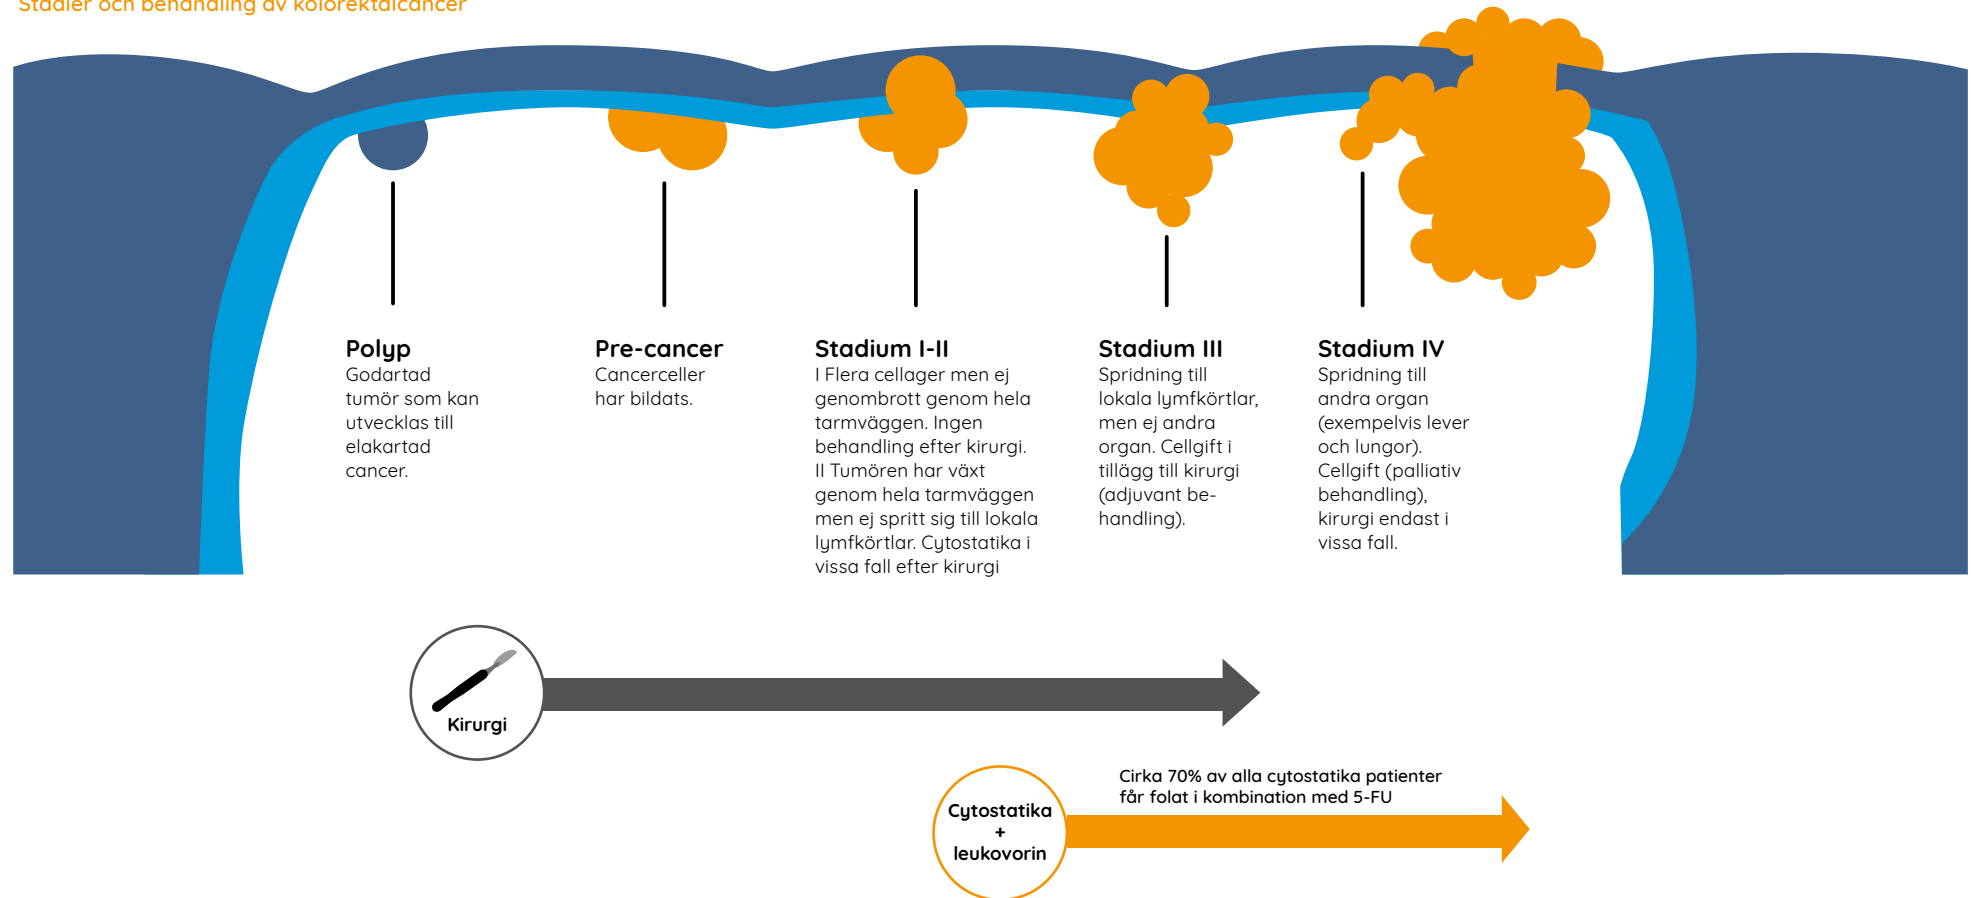 Stadier och behandling av kolorektalcancer
Polyp
Godartad
tumör som kan
utvecklas till
elakartad
cancer.
Pre-cancer
Cancerceller
har bildats.
Stadium I-II
I Flera cellager men ej
genombrott genom hela
tarmväggen. Ingen
behandling efter kirurgi.
II Tumören har växt
genom hela tarmväggen
men ej spritt sig till lokala
lymfkörtlar. Cytostatika i
vissa fall efter kirurgi
Stadium III
Spridning till
lokala lymfkörtlar,
men ej andra
organ. Cellgift i
tillägg till kirurgi
(adjuvant be-
handling).
Stadium IV
Spridning till
andra organ
(exempelvis lever
och lungor).
Cellgift (palliativ
behandling),
kirurgi endast i
vissa fall.
Kirurgi
Cirka 70% av alla cytostatika patienter
får folat i kombination med 5-FU
Cytostatika
+
leukovorin